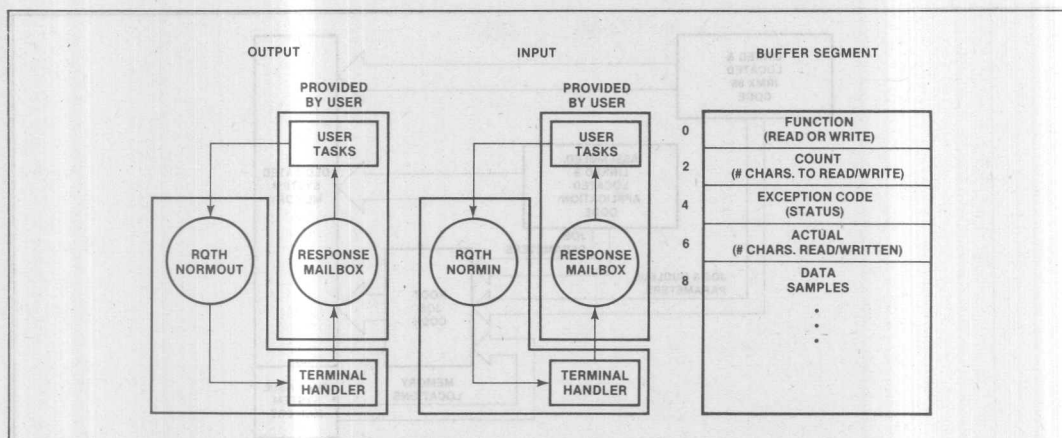 OUTPUT
INPUT
BUFFER SEGMENT
PROVIDED
BY USER
USER
TASKS
RQTH
NORMOUT
RESPONSE
MAILBOX
TERMINAL
HANDLER
PROVIDED
BY USER
USER
TASKS
RQTH
NORMIN
RESPONSE
MAILBOX
TERMINAL
HANDLER
0
FUNCTION
(READ OR WRITE)
2
COUNT
(# CHARS. TO READ/WRITE)
4
EXCEPTION CODE
(STATUS)
6
ACTUAL
(# CHARS. READ/WRITTEN)
8
DATA
SAMPLES